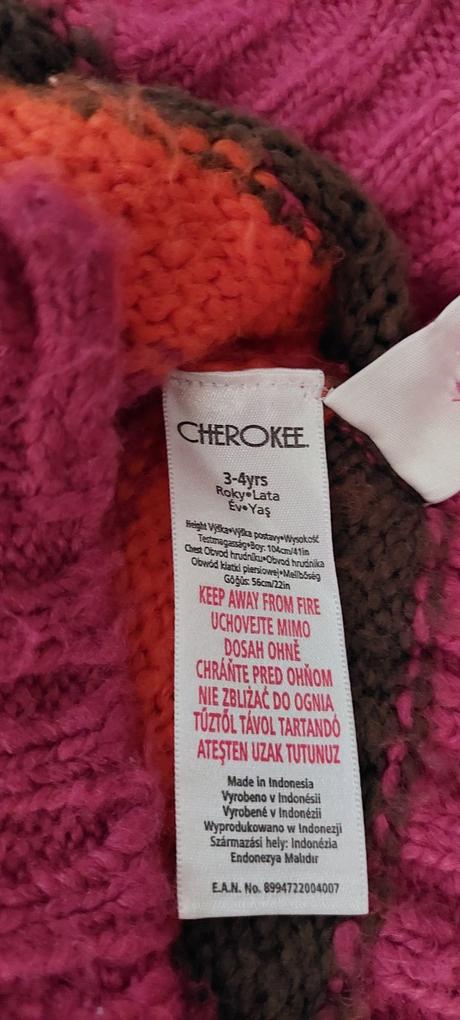 CHEROKEE
3-4yrs
Roky•Lata
Év•Yaş
Height Výška•Výška postavy•Wysokość
Testmagasság•Boy: 104cm/41in
Chest Obvod hrudníku•Obvod hrudníka
Obwód klatki piersiowej•Mellbőség
Göğüs: 56cm/22in
KEEP AWAY FROM FIRE
UCHOVEJTE MIMO
DOSAH OHNĚ
CHRÁŇTE PRED OHŇOM
NIE ZBLIŻAĆ DO OGNIA
TŰZTŐL TÁVOL TARTANDÓ
ATEŞTEN UZAK TUTUNUZ
Made in Indonesia
Vyrobeno v Indonésii
Vyrobené v Indonézii
Wyprodukowano w Indonezji
Származási hely: Indonézia
Endonezya Malıdır
E.A.N. No. 8994722004007